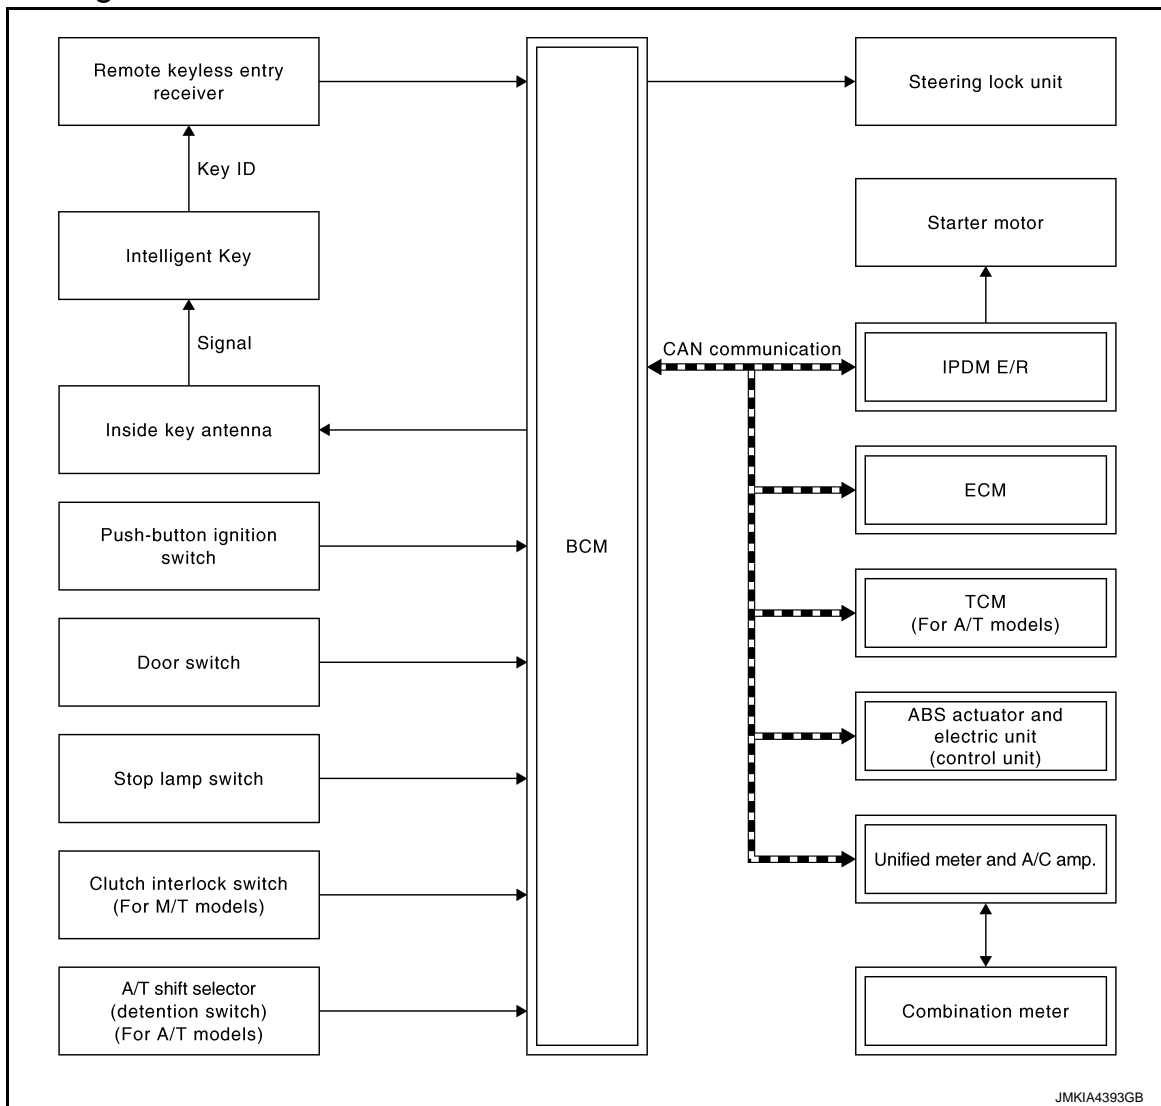 Remote keyless entry
receiver
Key ID
Intelligent Key
Signal
Inside key antenna
Push-button ignition
switch
Door switch
Stop lamp switch
Clutch interlock switch
(For M/T models)
A/T shift selector
(detention switch)
(For A/T models)
BCM
CAN communication
Steering lock unit
Starter motor
IPDM E/R
ECM
TCM
(For A/T models)
ABS actuator and
electric unit
(control unit)
Unified meter and A/C amp.
Combination meter
JMKIA4393GB